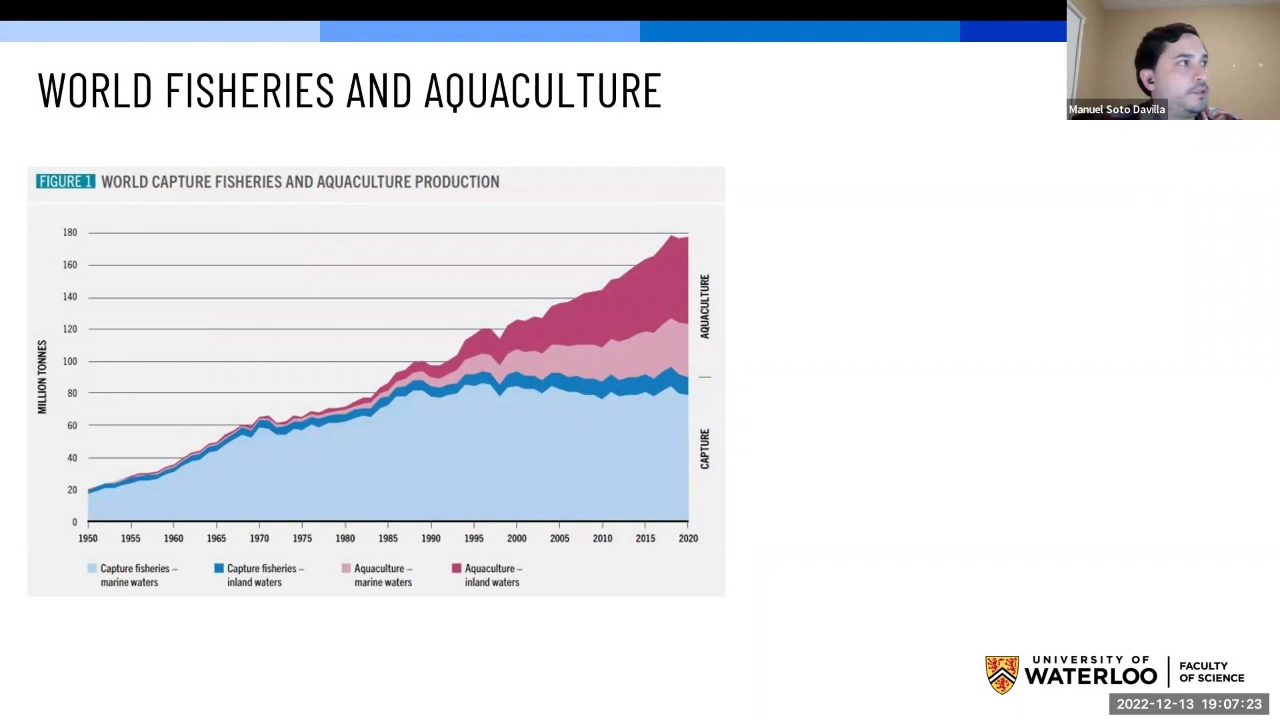 WORLD FISHERIES AND AQUACULTURE
Manuel Soto Davilla
FIGURE 1 WORLD CAPTURE FISHERIES AND AQUACULTURE PRODUCTION
MILLION TONNES
180
160
140
120
100
80
60
40
20
0
1950 1955 1960 1965 1970 1975 1980 1985 1990 1995 2000 2005 2010 2015 2020
AQUACULTURE
CAPTURE
Capture fisheries –
marine waters
Capture fisheries –
inland waters
Aquaculture –
marine waters
Aquaculture –
inland waters
UNIVERSITY OF
WATERLOO
FACULTY
OF SCIENCE
2022-12-13 19:07:23